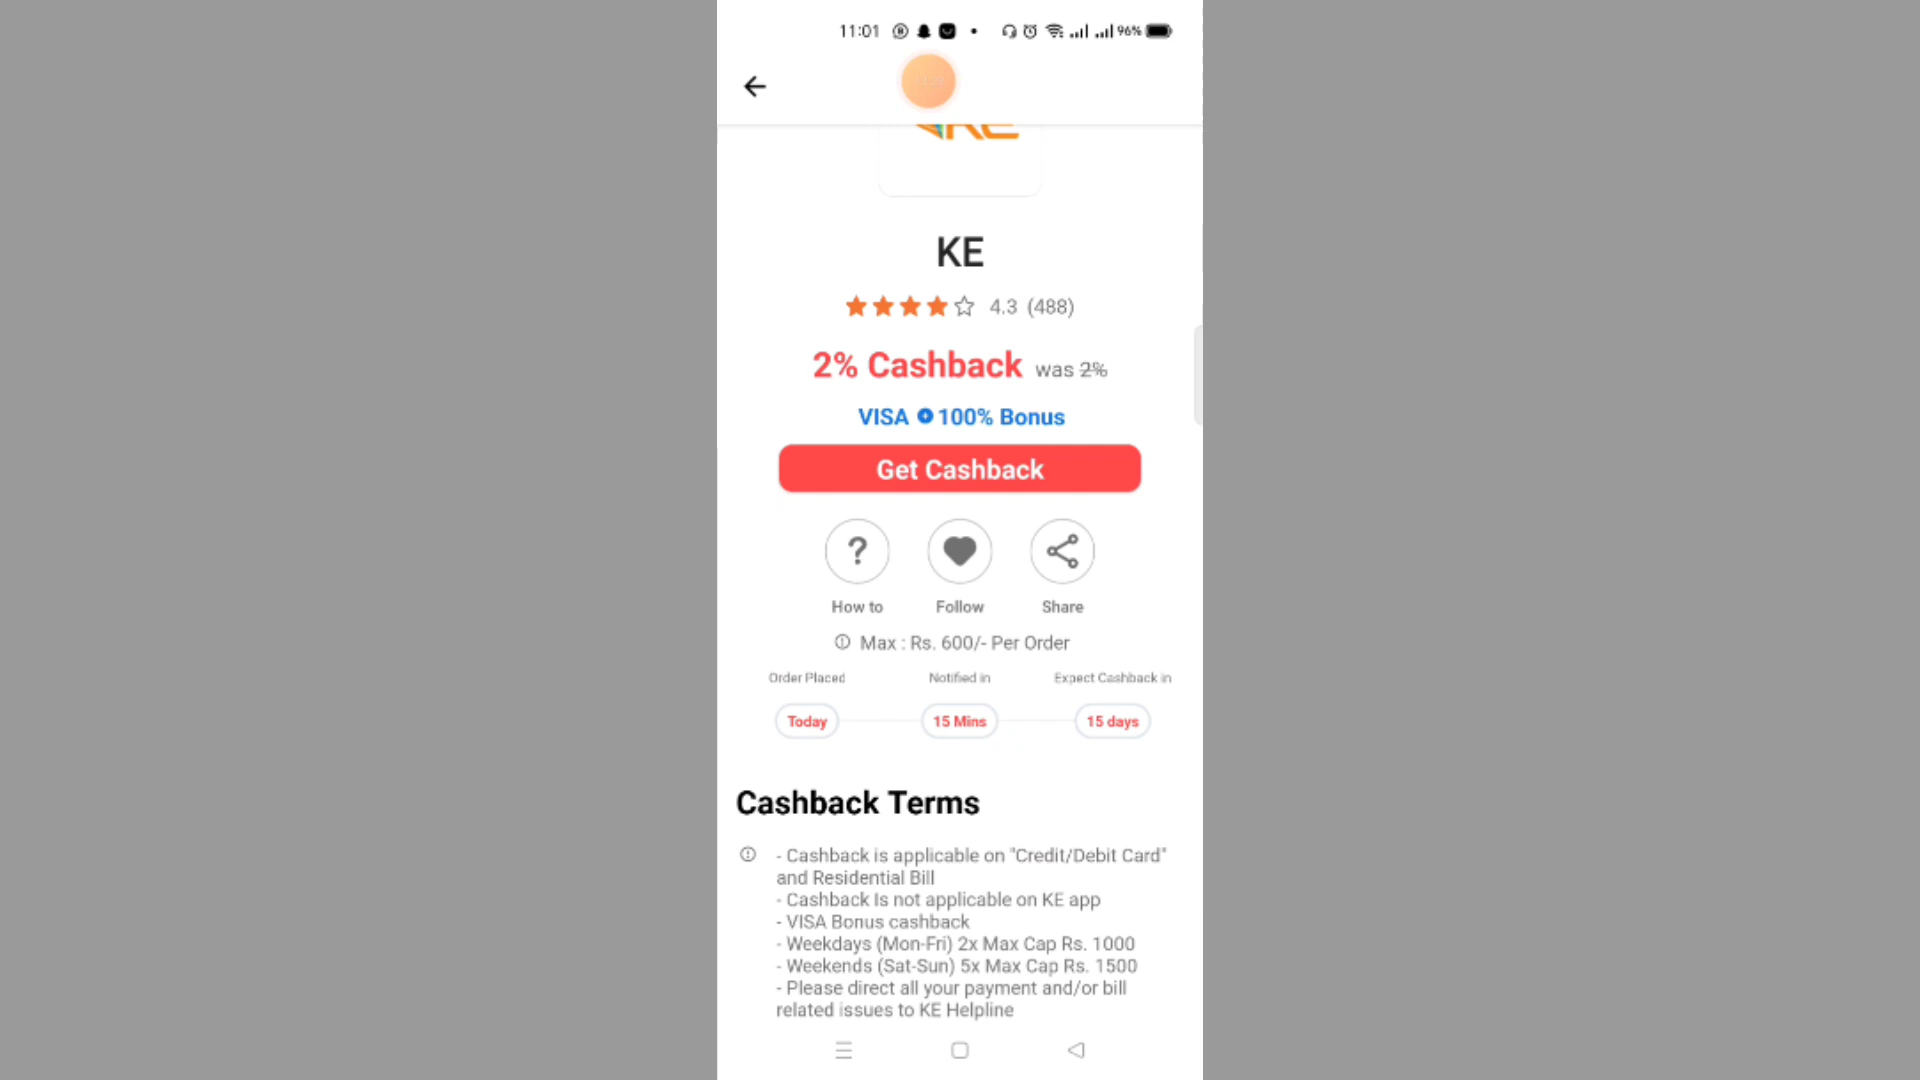 11:01 96%
KE
KE
4.3 (488)
2% Cashback was 2%
VISA 100% Bonus
Get Cashback
?
How to Follow Share
Max : Rs. 600/- Per Order
Order Placed Notified in Expect Cashback in
Today 15 Mins 15 days
Cashback Terms
- Cashback is applicable on "Credit/Debit Card"
and Residential Bill
- Cashback Is not applicable on KE app
- VISA Bonus cashback
- Weekdays (Mon-Fri) 2x Max Cap Rs. 1000
- Weekends (Sat-Sun) 5x Max Cap Rs. 1500
- Please direct all your payment and/or bill
related issues to KE Helpline